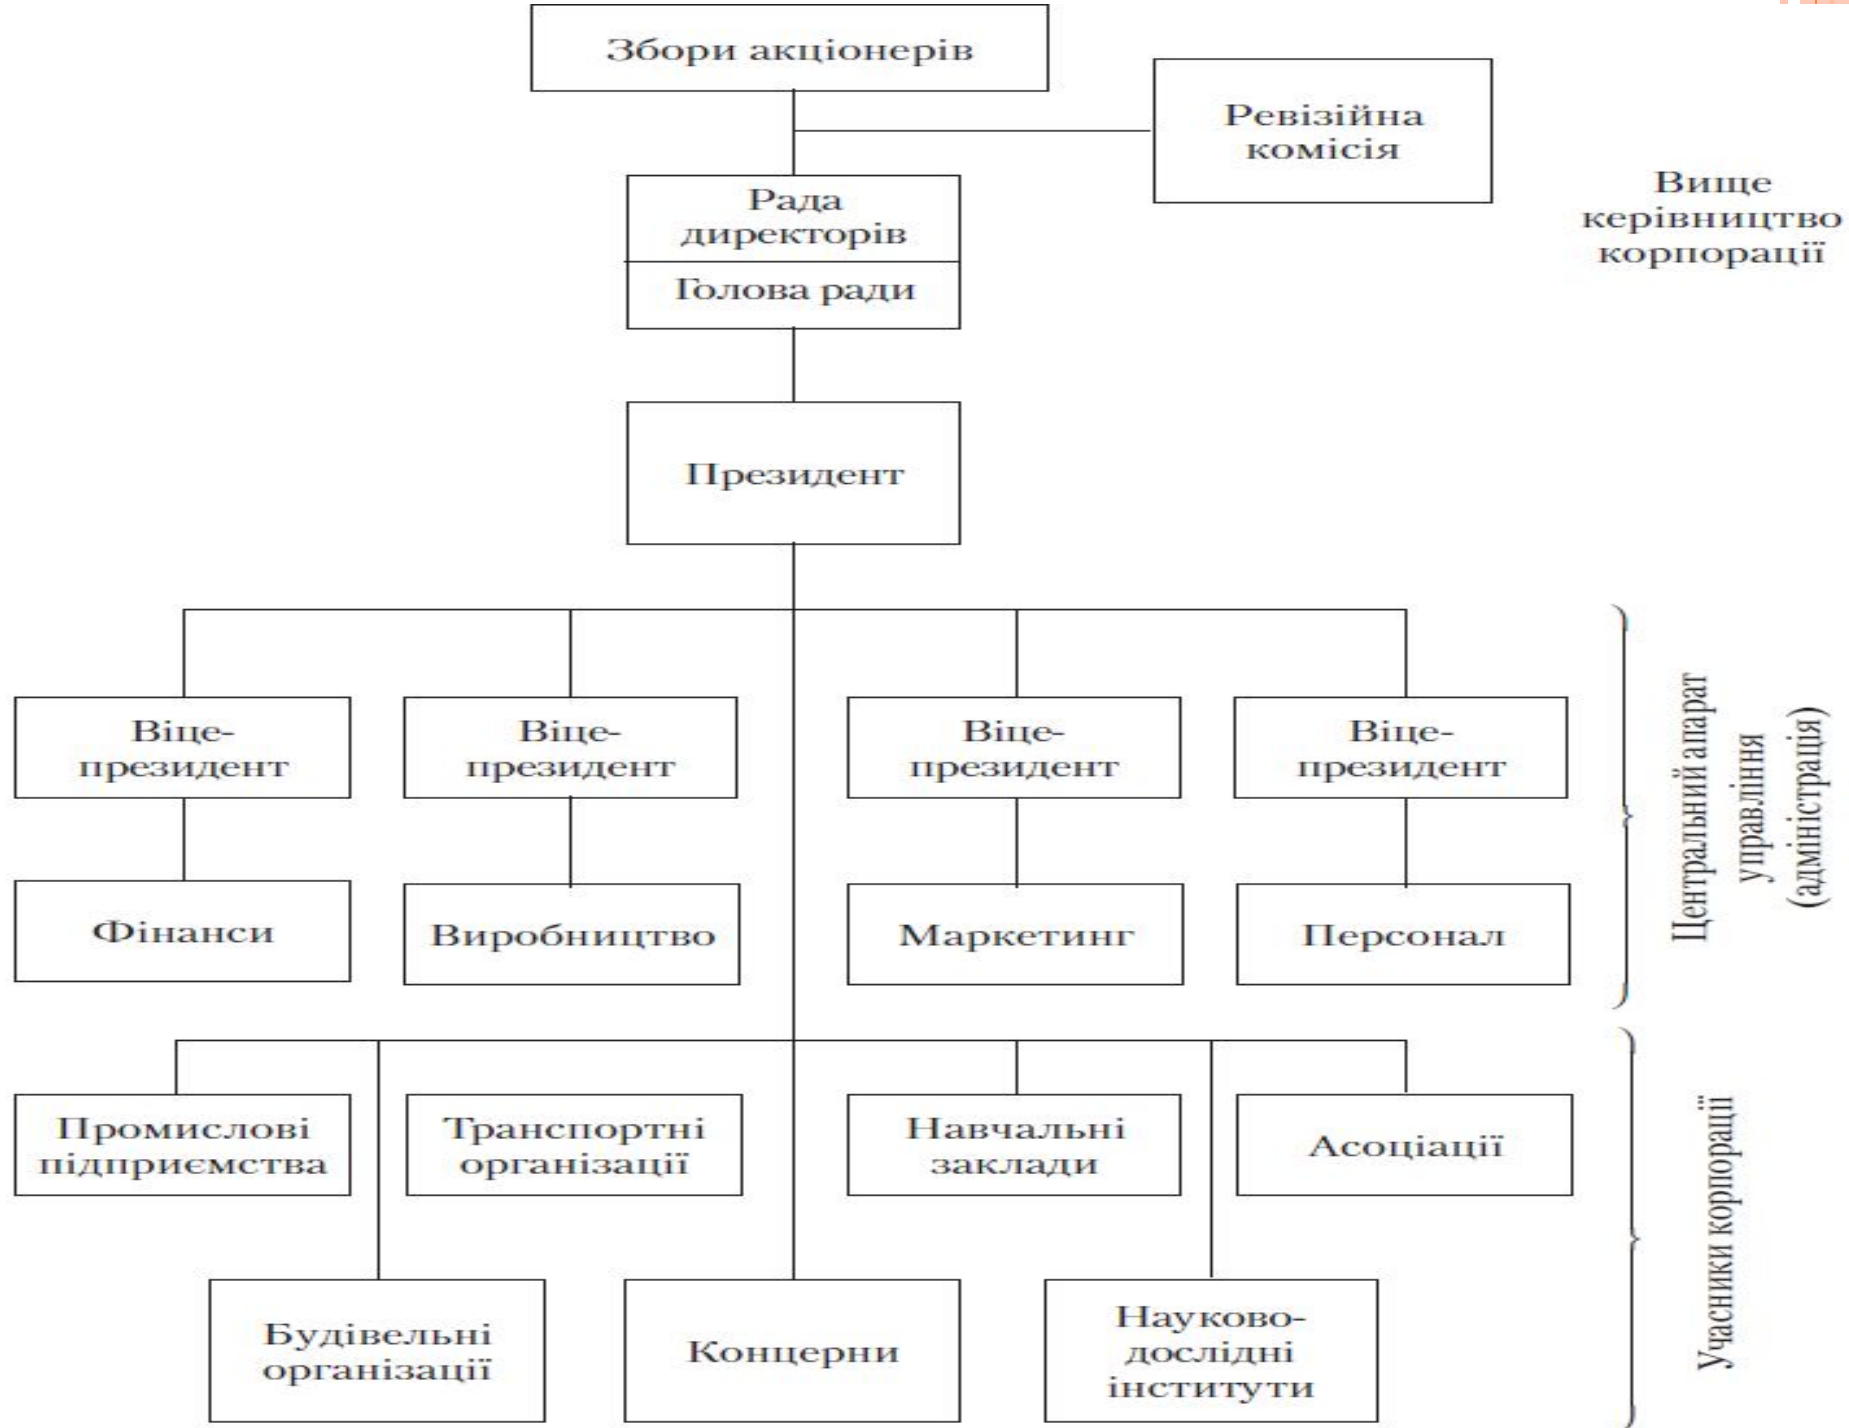 Збори акціонерів
Ревізійна
комісія
Вище
керівництво
корпорації
Рада
директорів
Голова ради
Президент
Віце-
президент
Віце-
президент
Віце-
президент
Віце-
президент
Фінанси
Виробництво
Маркетинг
Персонал
Центральний апарат
управління
(адміністрація)
Промислові
підприємства
Транспортні
організації
Навчальні
заклади
Асоціації
Будівельні
організації
Концерни
Науково-
дослідні
інститути
Учасники корпорації